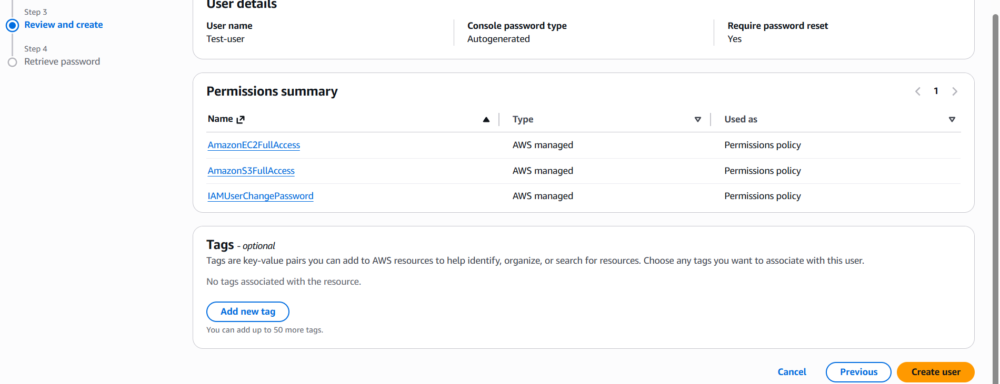 Step 3
Review and create
Step 4
Retrieve password
User details
User name
Test-user
Console password type
Autogenerated
Require password reset
Yes
Permissions summary
1
Name
Type
Used as
AmazonEC2FullAccess
AWS managed
Permissions policy
AmazonS3FullAccess
AWS managed
Permissions policy
IAMUserChangePassword
AWS managed
Permissions policy
Tags - optional
Tags are key-value pairs you can add to AWS resources to help identify, organize, or search for resources. Choose any tags you want to associate with this user.
No tags associated with the resource.
Add new tag
You can add up to 50 more tags.
Cancel
Previous
Create user